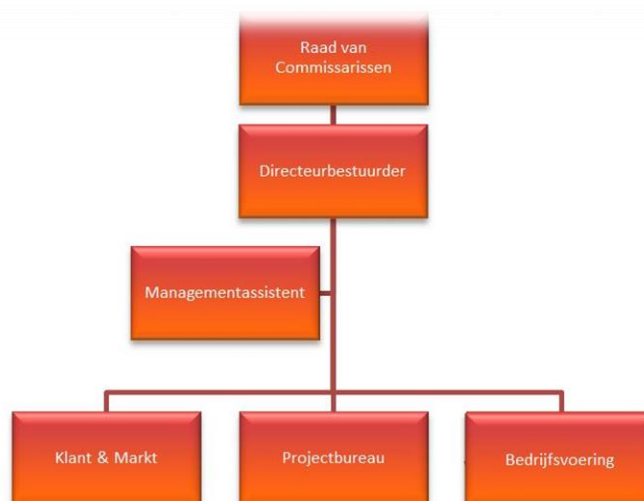 Raad van
Commissarissen
Directeurbestuurder
Managementassistent
Klant & Markt
Projectbureau
Bedrijfsvoering